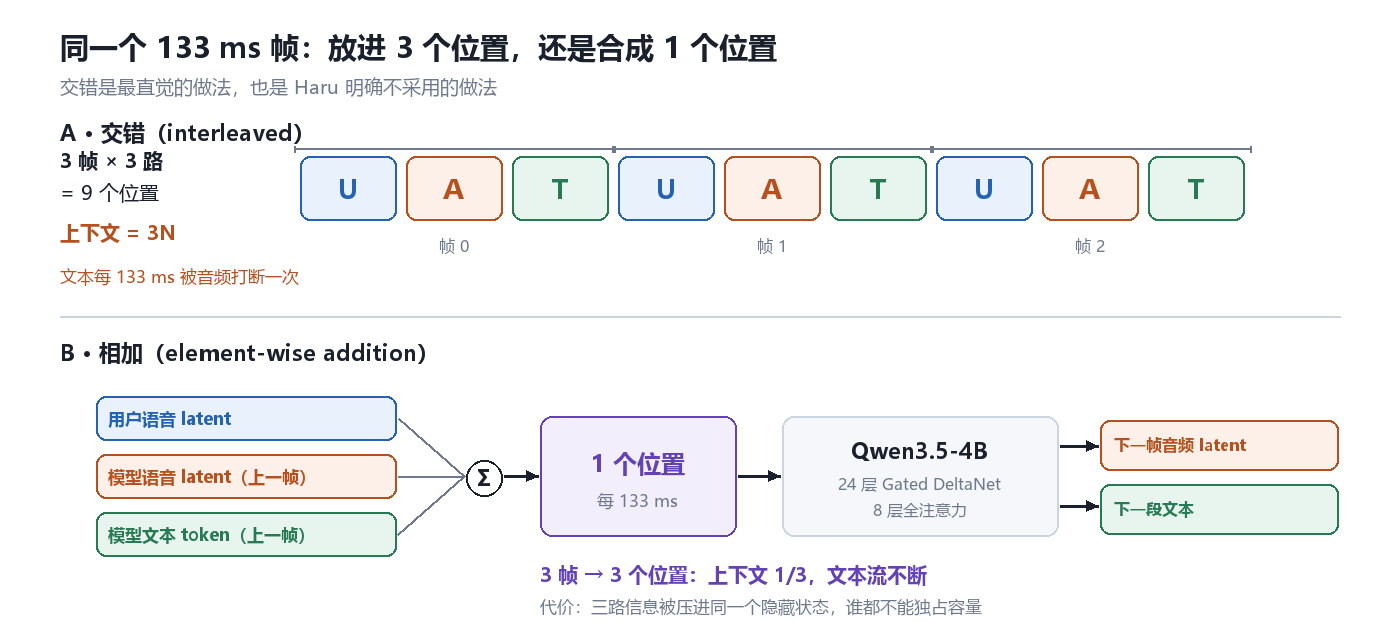 同一个 133 ms 帧：放进 3 个位置，还是合成 1 个位置
交错是最直觉的做法，也是 Haru 明确不采用的做法
A • 交错（interleaved）
3 帧 × 3 路
= 9 个位置
上下文 = 3N
文本每 133 ms 被音频打断一次
U A T U A T U A T
帧 0 帧 1 帧 2
B • 相加（element-wise addition）
用户语音 latent
模型语音 latent（上一帧）
模型文本 token（上一帧）
Σ
1 个位置
每 133 ms
Qwen3.5-4B
24 层 Gated DeltaNet
8 层全注意力
下一帧音频 latent
下一段文本
3 帧 → 3 个位置：上下文 1/3，文本流不断
代价：三路信息被压进同一个隐藏状态，谁都不能独占容量